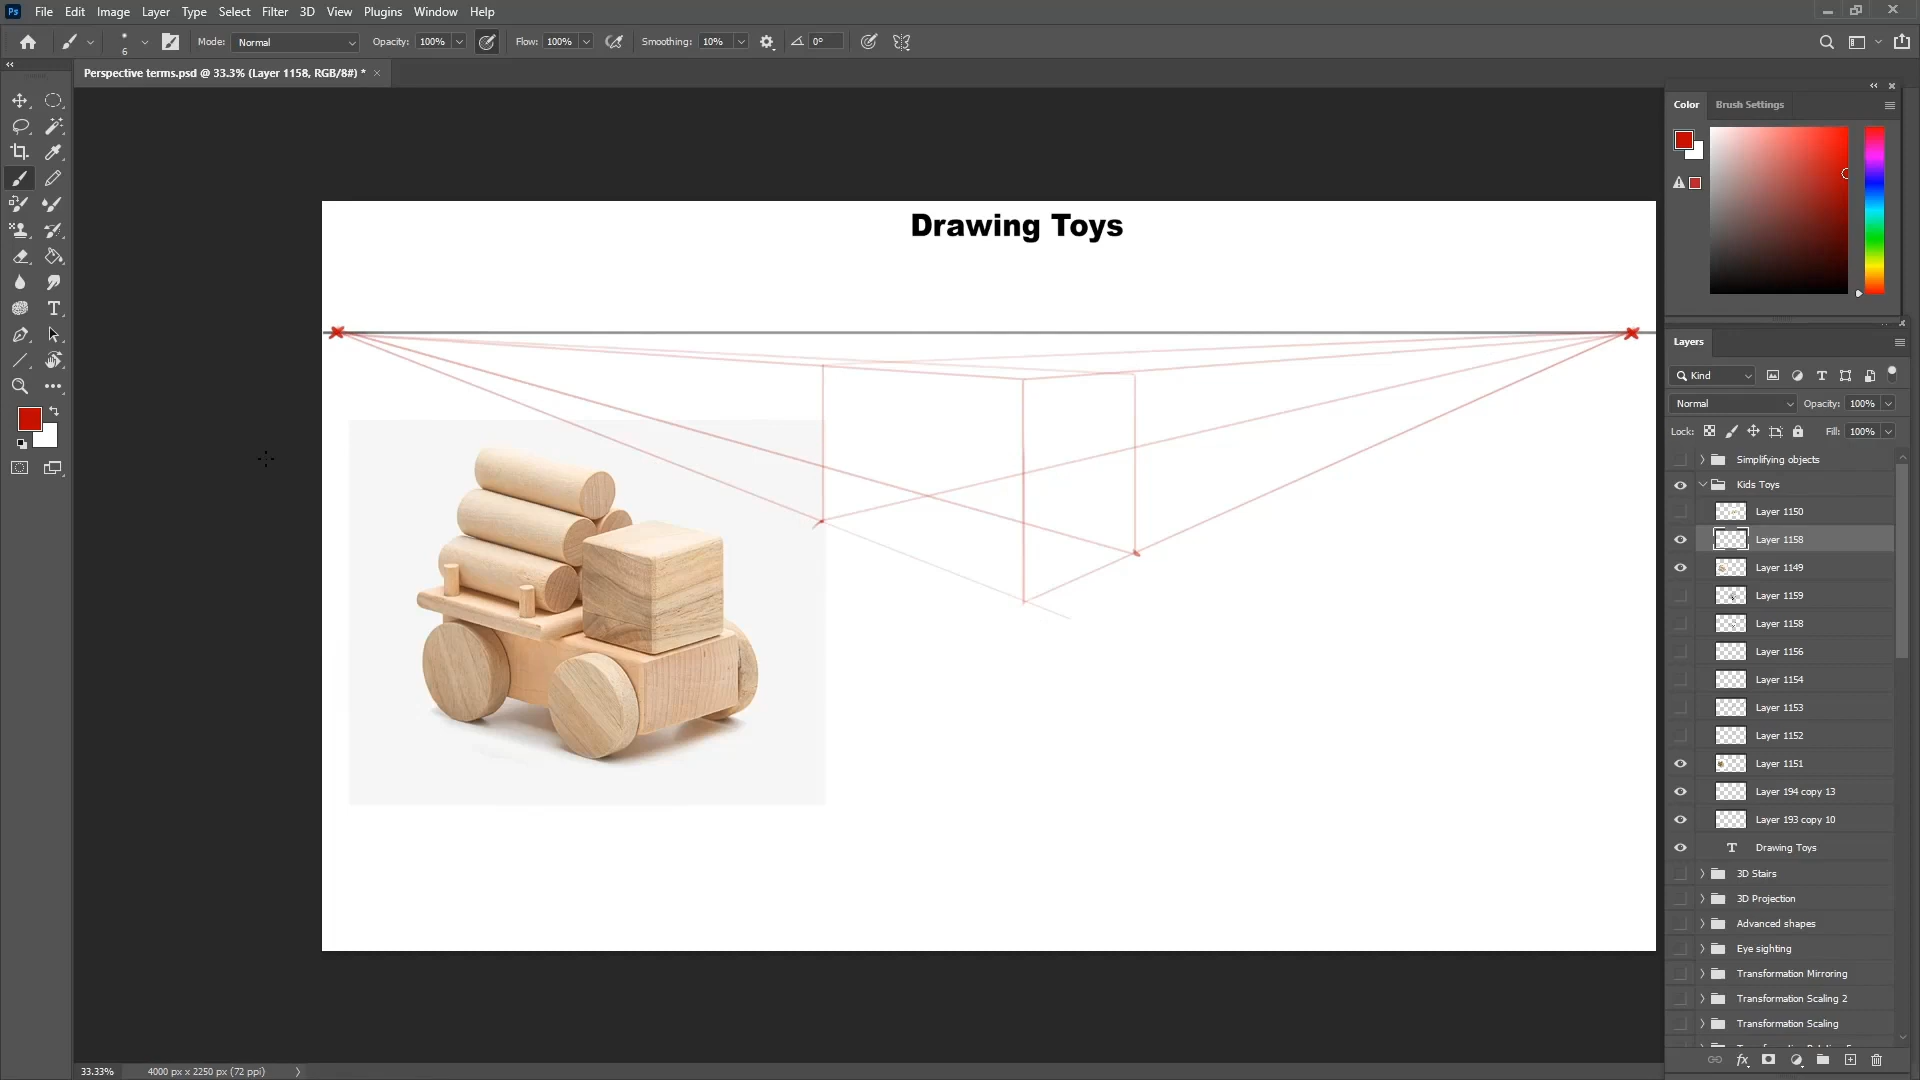 Ps File Edit Image Layer Type Select Filter 3D View Plugins Window Help
6 Mode: Normal Opacity: 100% Flow: 100% Smoothing: 10% 0°
Perspective terms.psd @ 33.3% (Layer 1158, RGB/8#) * ×
Color Brush Settings
Drawing Toys
Layers
Kind
Normal Opacity: 100%
Lock: Fill: 100%
Simplifying objects
Kids Toys
Layer 1150
Layer 1158
Layer 1149
Layer 1159
Layer 1158
Layer 1156
Layer 1154
Layer 1153
Layer 1152
Layer 1151
Layer 194 copy 13
Layer 193 copy 10
T Drawing Toys
3D Stairs
3D Projection
Advanced shapes
Eye sighting
Transformation Mirroring
Transformation Scaling 2
Transformation Scaling
fx
33.33% 4000 px x 2250 px (72 ppi)